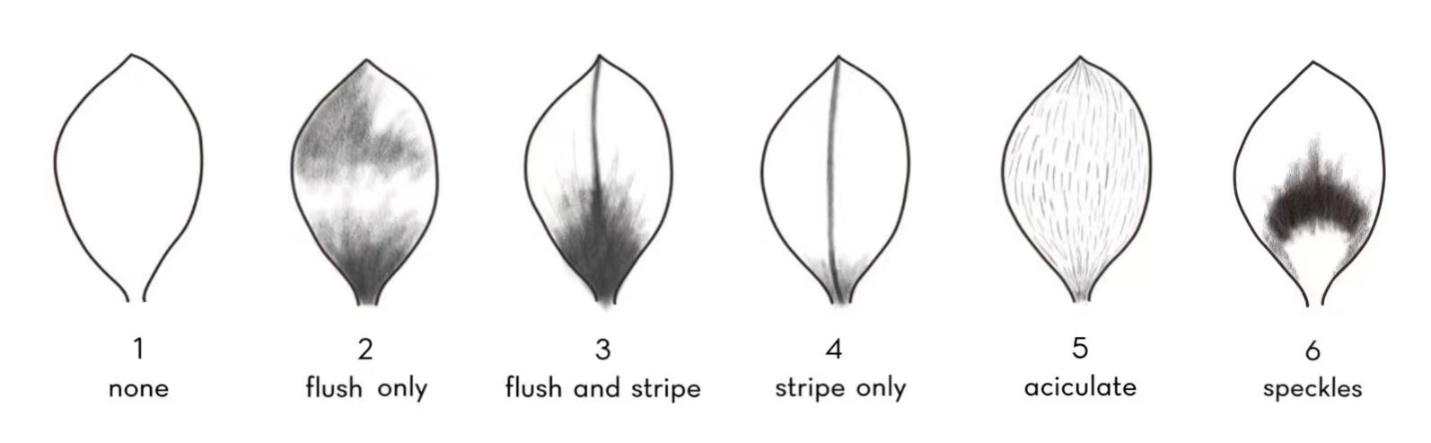 1 2 3 4 5 6
none flush only flush and stripe stripe only aciculate speckles